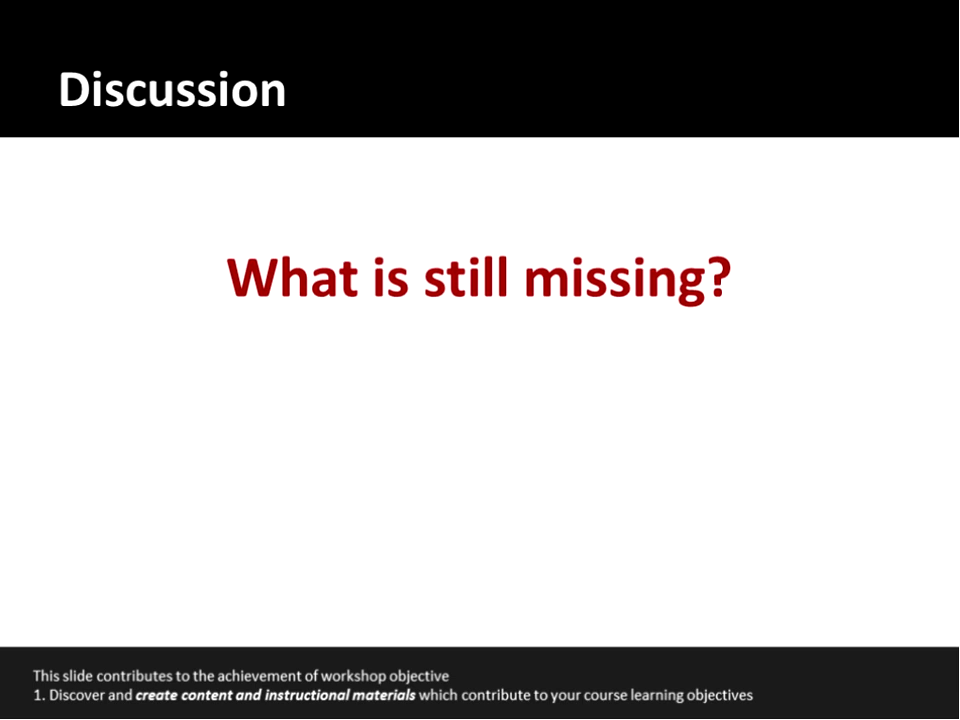 Discussion
What is still missing?
This slide contributes to the achievement of workshop objective
1. Discover and create content and instructional materials which contribute to your course learning objectives